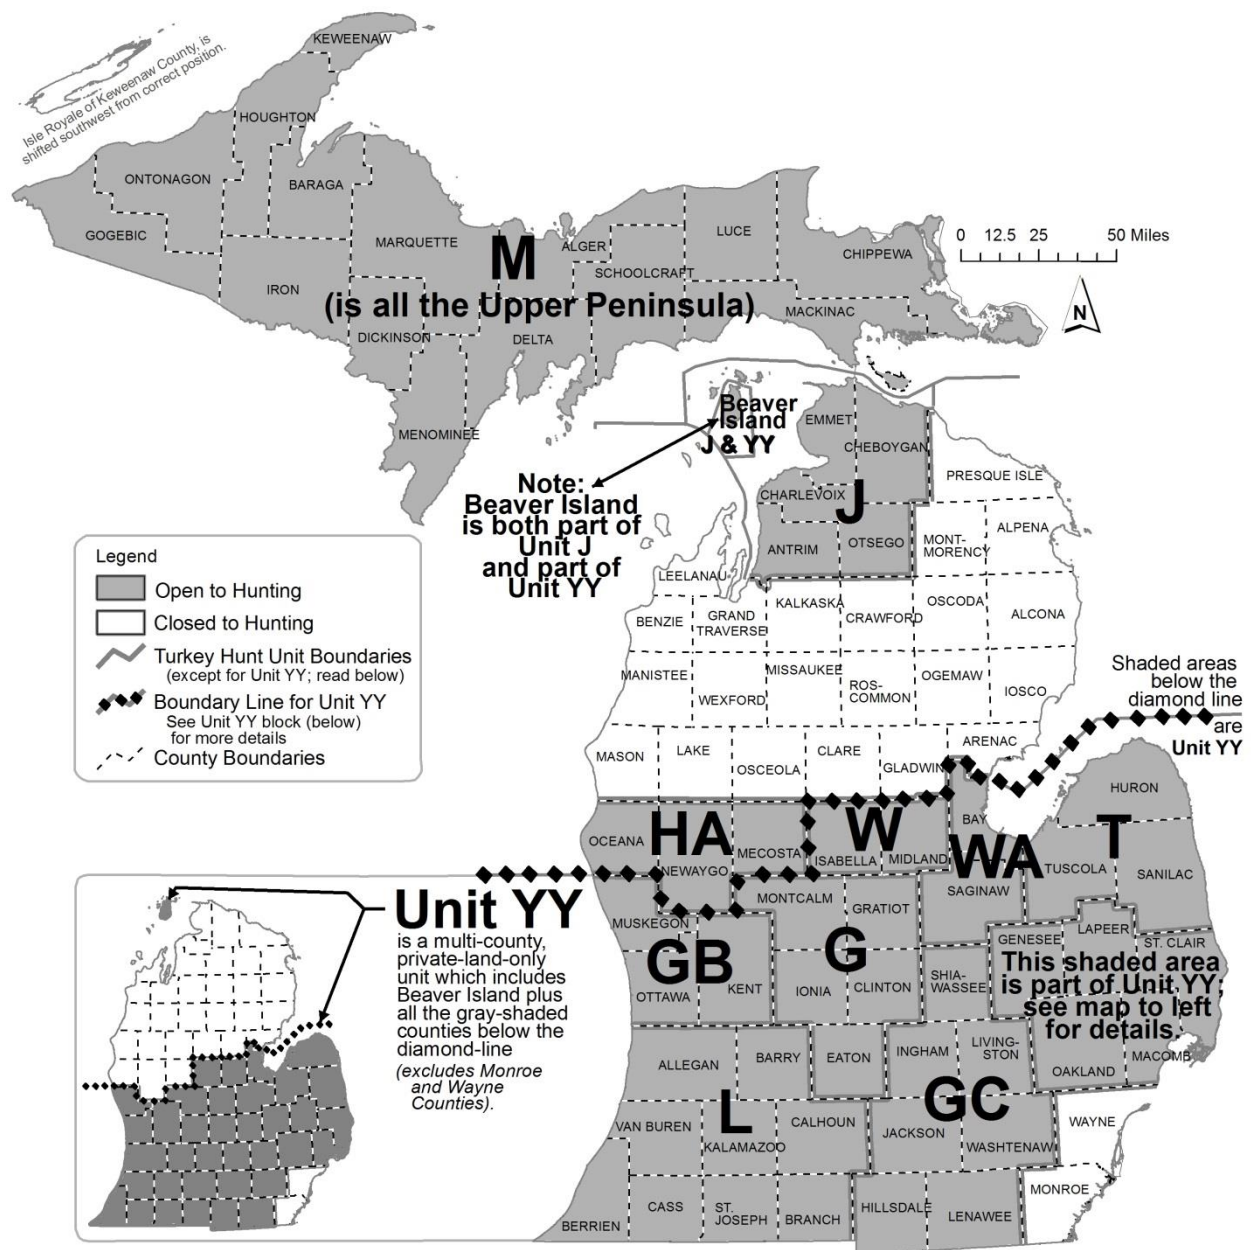 KEWEENAW
Isle Royale of Keweenaw County, is
shifted southwest from correct position.
HOUGHTON
ONTONAGON
BARAGA
GOGEBIC
MARQUETTE
ALGER
LUCE
CHIPPEWA
0 12.5 25 50 Miles
M
SCHOOLCRAFT
IRON
(is all the Upper Peninsula)
MACKINAC
N
DICKINSON
DELTA
MENOMINEE
Beaver
Island
J & YY
EMMET
CHEBOYGAN
PRESQUE ISLE
Note:
Beaver Island
is both part of
Unit J
and part of
Unit YY
CHARLEVOIX
J
ANTRIM
OTSEGO
MONT-
MORENCY
ALPENA
Legend
Open to Hunting
Closed to Hunting
Turkey Hunt Unit Boundaries
(except for Unit YY; read below)
Boundary Line for Unit YY
See Unit YY block (below)
for more details
County Boundaries
LEELANAU
BENZIE
GRAND
TRAVERSE
KALKASKA
CRAWFORD
OSCODA
ALCONA
MANISTEE
WEXFORD
MISSAUKEE
ROS-
COMMON
OGEMAW
IOSCO
Shaded areas
below the
diamond line
are
Unit YY
MASON
LAKE
OSCEOLA
CLARE
GLADWIN
ARENAC
HURON
OCEANA
HA
NEWAYGO
MECOSTA
W
ISABELLA
MIDLAND
BAY
WA
T
TUSCOLA
SANILAC
SAGINAW
Unit YY
is a multi-county,
private-land-only
unit which includes
Beaver Island plus
all the gray-shaded
counties below the
diamond-line
(excludes Monroe
and Wayne
Counties).
MUSKEGON
MONTCALM
GRATIOT
GB
G
OTTAWA
KENT
IONIA
CLINTON
SHIA-
WASSEE
GENESEE
LAPEER
ST. CLAIR
This shaded area
is part of Unit YY;
see map to left
for details.
ALLEGAN
BARRY
EATON
INGHAM
LIVING-
STON
OAKLAND
MACOMB
L
GC
VAN BUREN
KALAMAZOO
CALHOUN
JACKSON
WASHTENAW
WAYNE
BERRIEN
CASS
ST.
JOSEPH
BRANCH
HILLSDALE
LENAWEE
MONROE